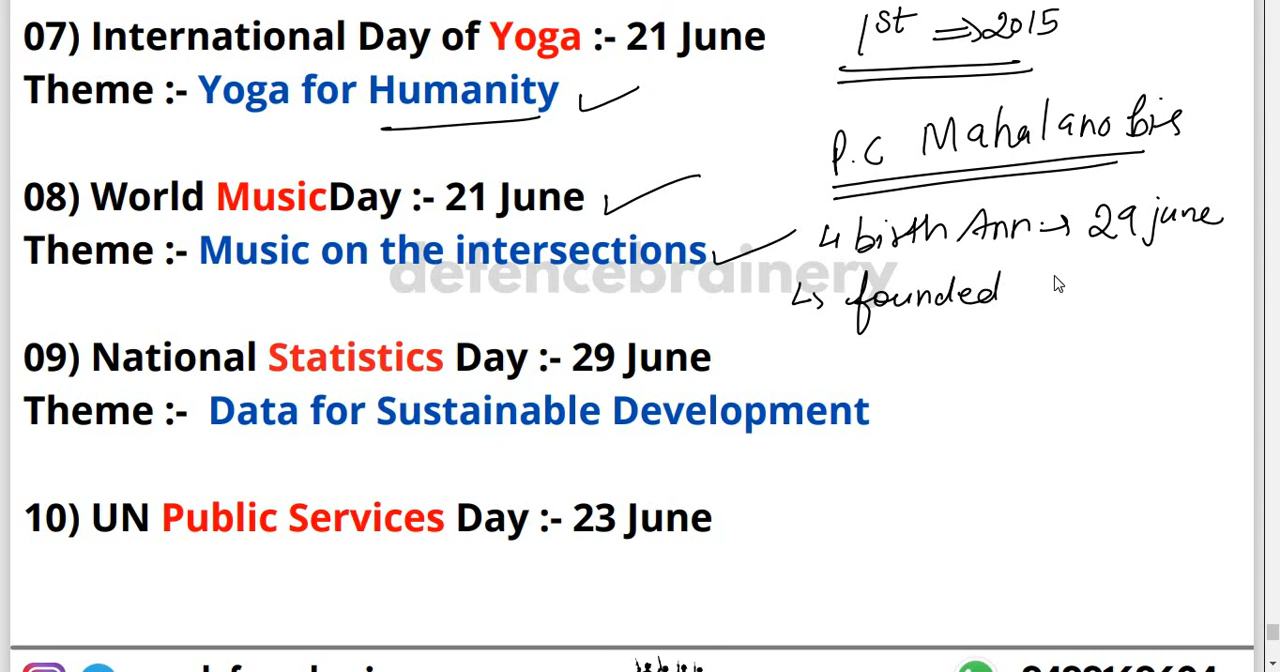 07) International Day of Yoga :- 21 June
1st => 2015
Theme :- Yoga for Humanity
P.C Mahalanobis
08) World MusicDay :- 21 June
↳ birth Ann → 29 june
Theme :- Music on the intersections
defencebrainery
↳ founded
09) National Statistics Day :- 29 June
Theme :- Data for Sustainable Development
10) UN Public Services Day :- 23 June